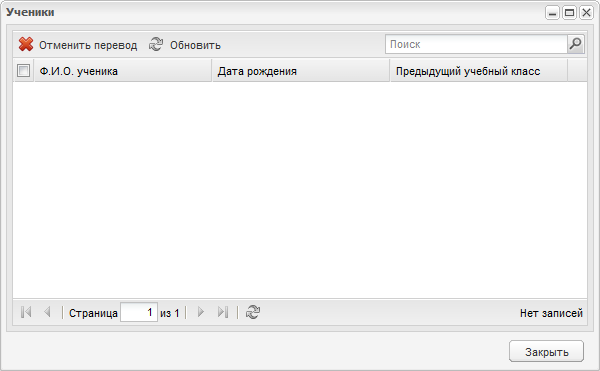 Ученики
Отменить перевод Обновить Поиск
Ф.И.О. ученика Дата рождения Предыдущий учебный класс
Страница 1 из 1 Нет записей
Закрыть